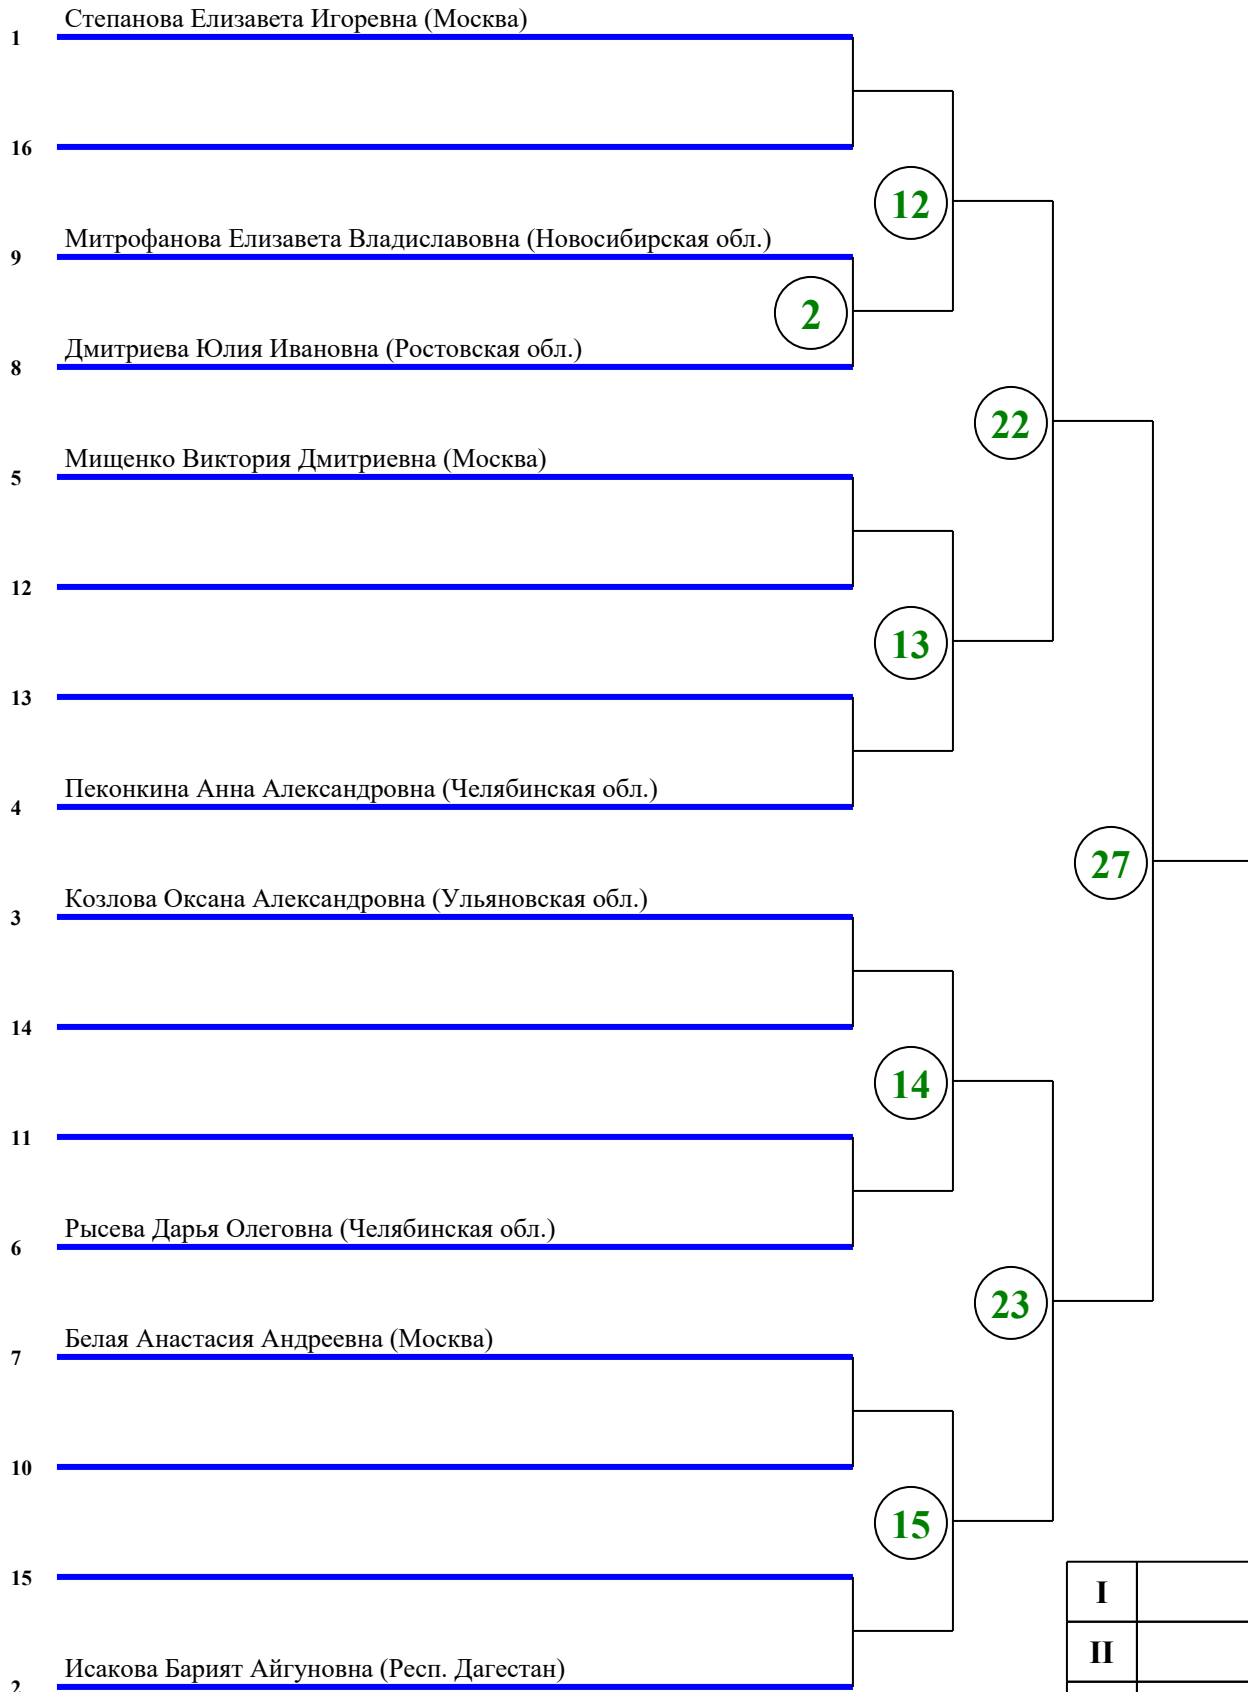 Степанова Елизавета Игоревна (Москва)
1
16
12
Митрофанова Елизавета Владиславовна (Новосибирская обл.)
9
2
Дмитриева Юлия Ивановна (Ростовская обл.)
8
22
Мищенко Виктория Дмитриевна (Москва)
5
12
13
13
Пеконкина Анна Александровна (Челябинская обл.)
4
27
Козлова Оксана Александровна (Ульяновская обл.)
3
14
14
11
Рысева Дарья Олеговна (Челябинская обл.)
6
23
Белая Анастасия Андреевна (Москва)
7
10
15
15
I
II
Исакова Барият Айгуновна (Респ. Дагестан)
2